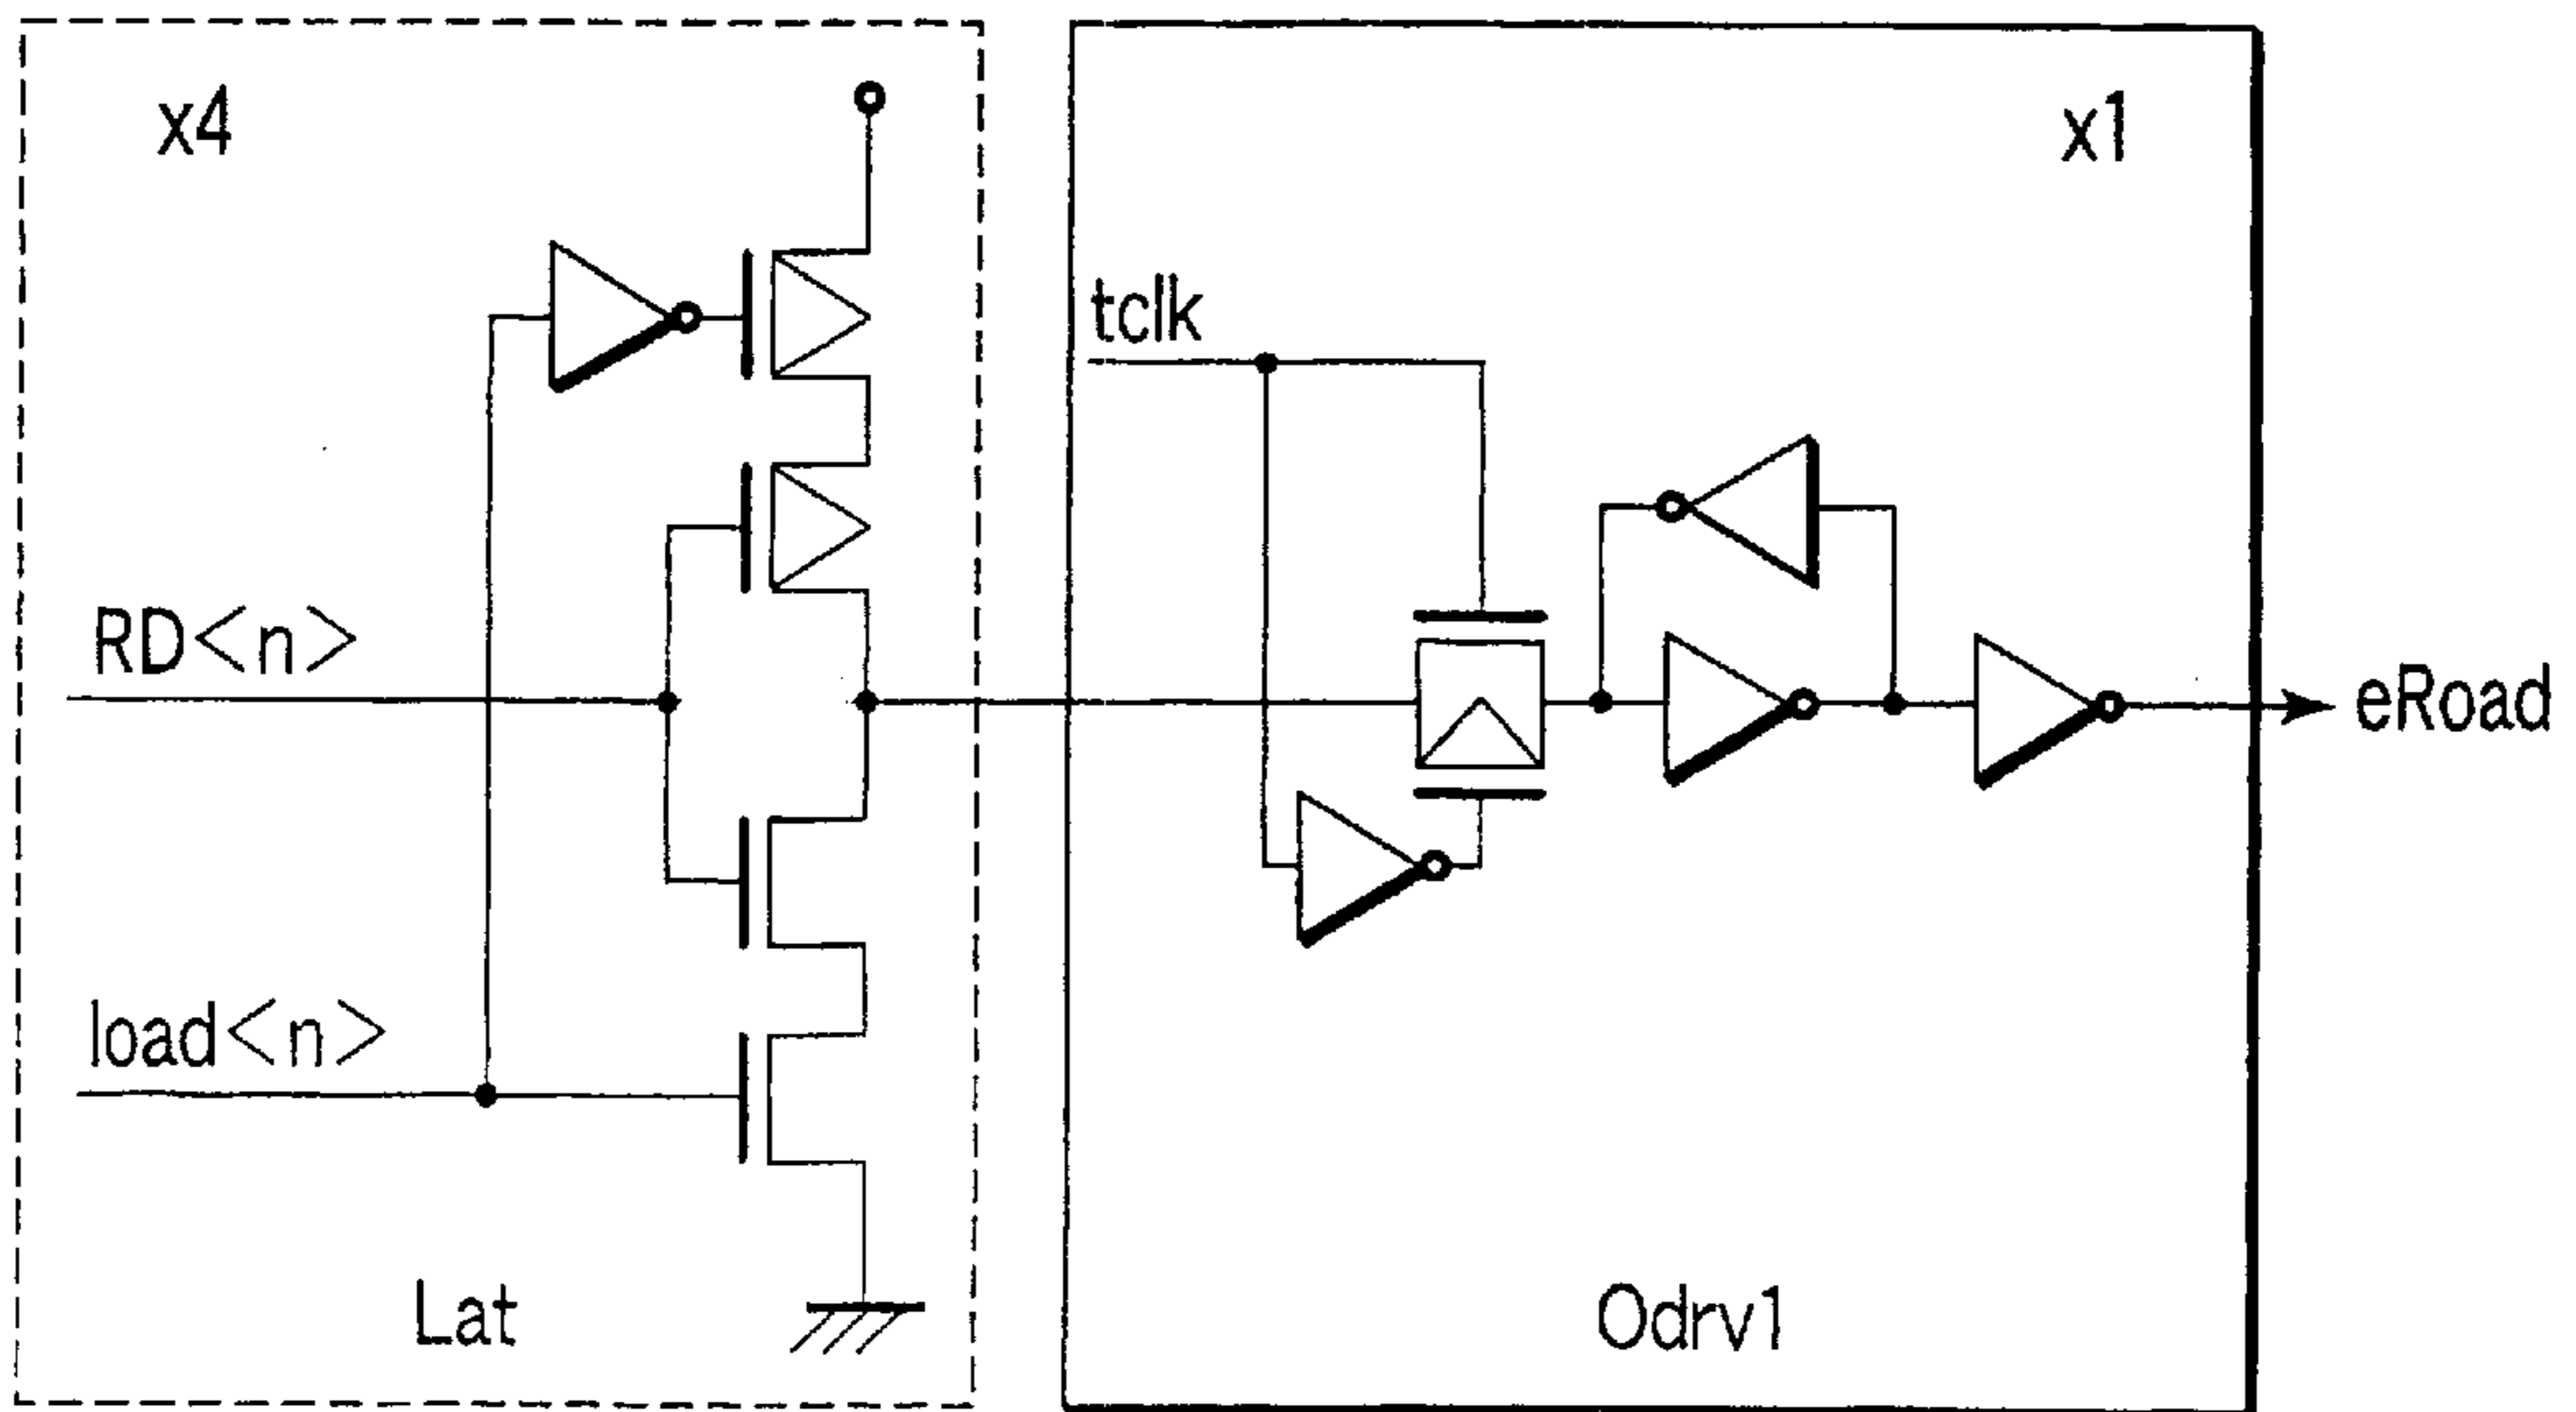 x4
x1
tclk
RD<n>
eRoad
load<n>
Lat
Odrv1